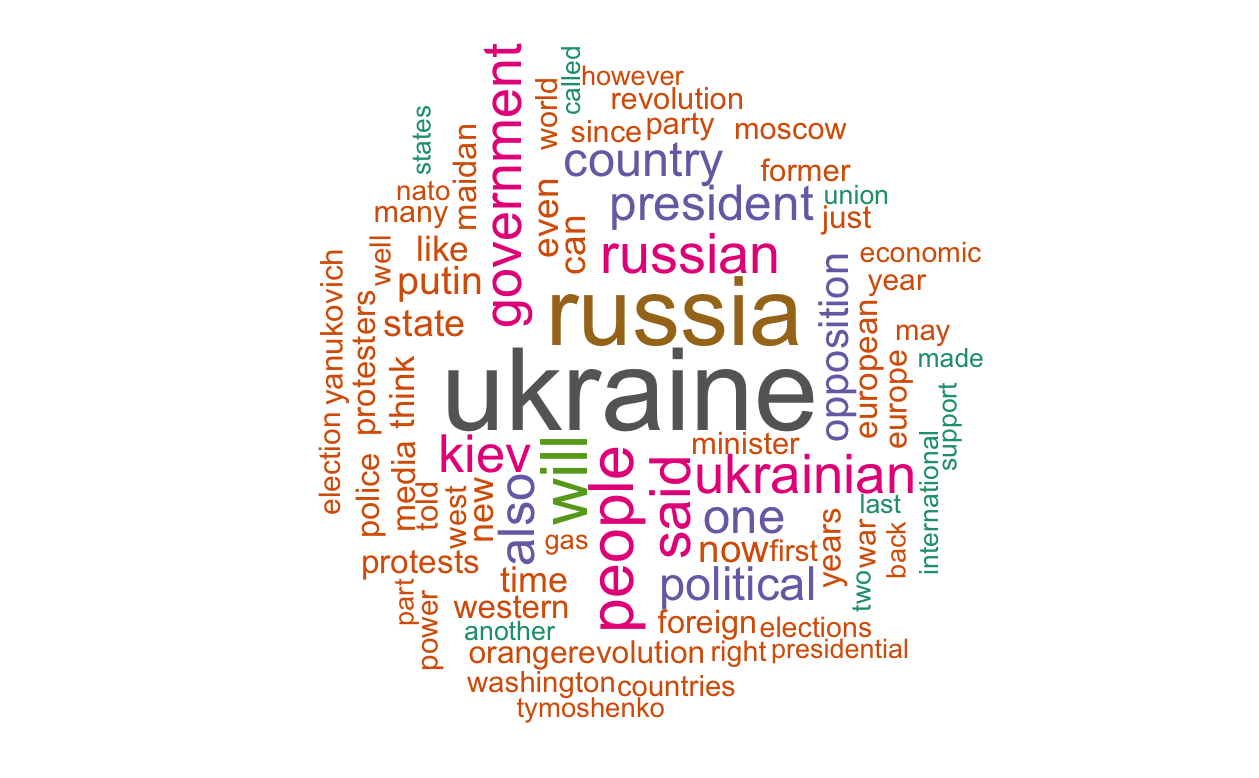 called
however
revolution
world
since
party
moscow
states
government
country
former
maidan
nato
many
president
union
just
even
can
well
like
russian
economic
putin
year
yanukovich
protesters
state
russia
opposition
european
may
europe
made
think
ukraine
support
election
kiev
will
minister
media
police
people
said
ukrainian
international
told
west
new
also
one
last
gas
now
first
years
war
back
protests
time
political
two
part
power
western
another
foreign
elections
orangerevolution
right
presidential
washington
countries
tymoshenko